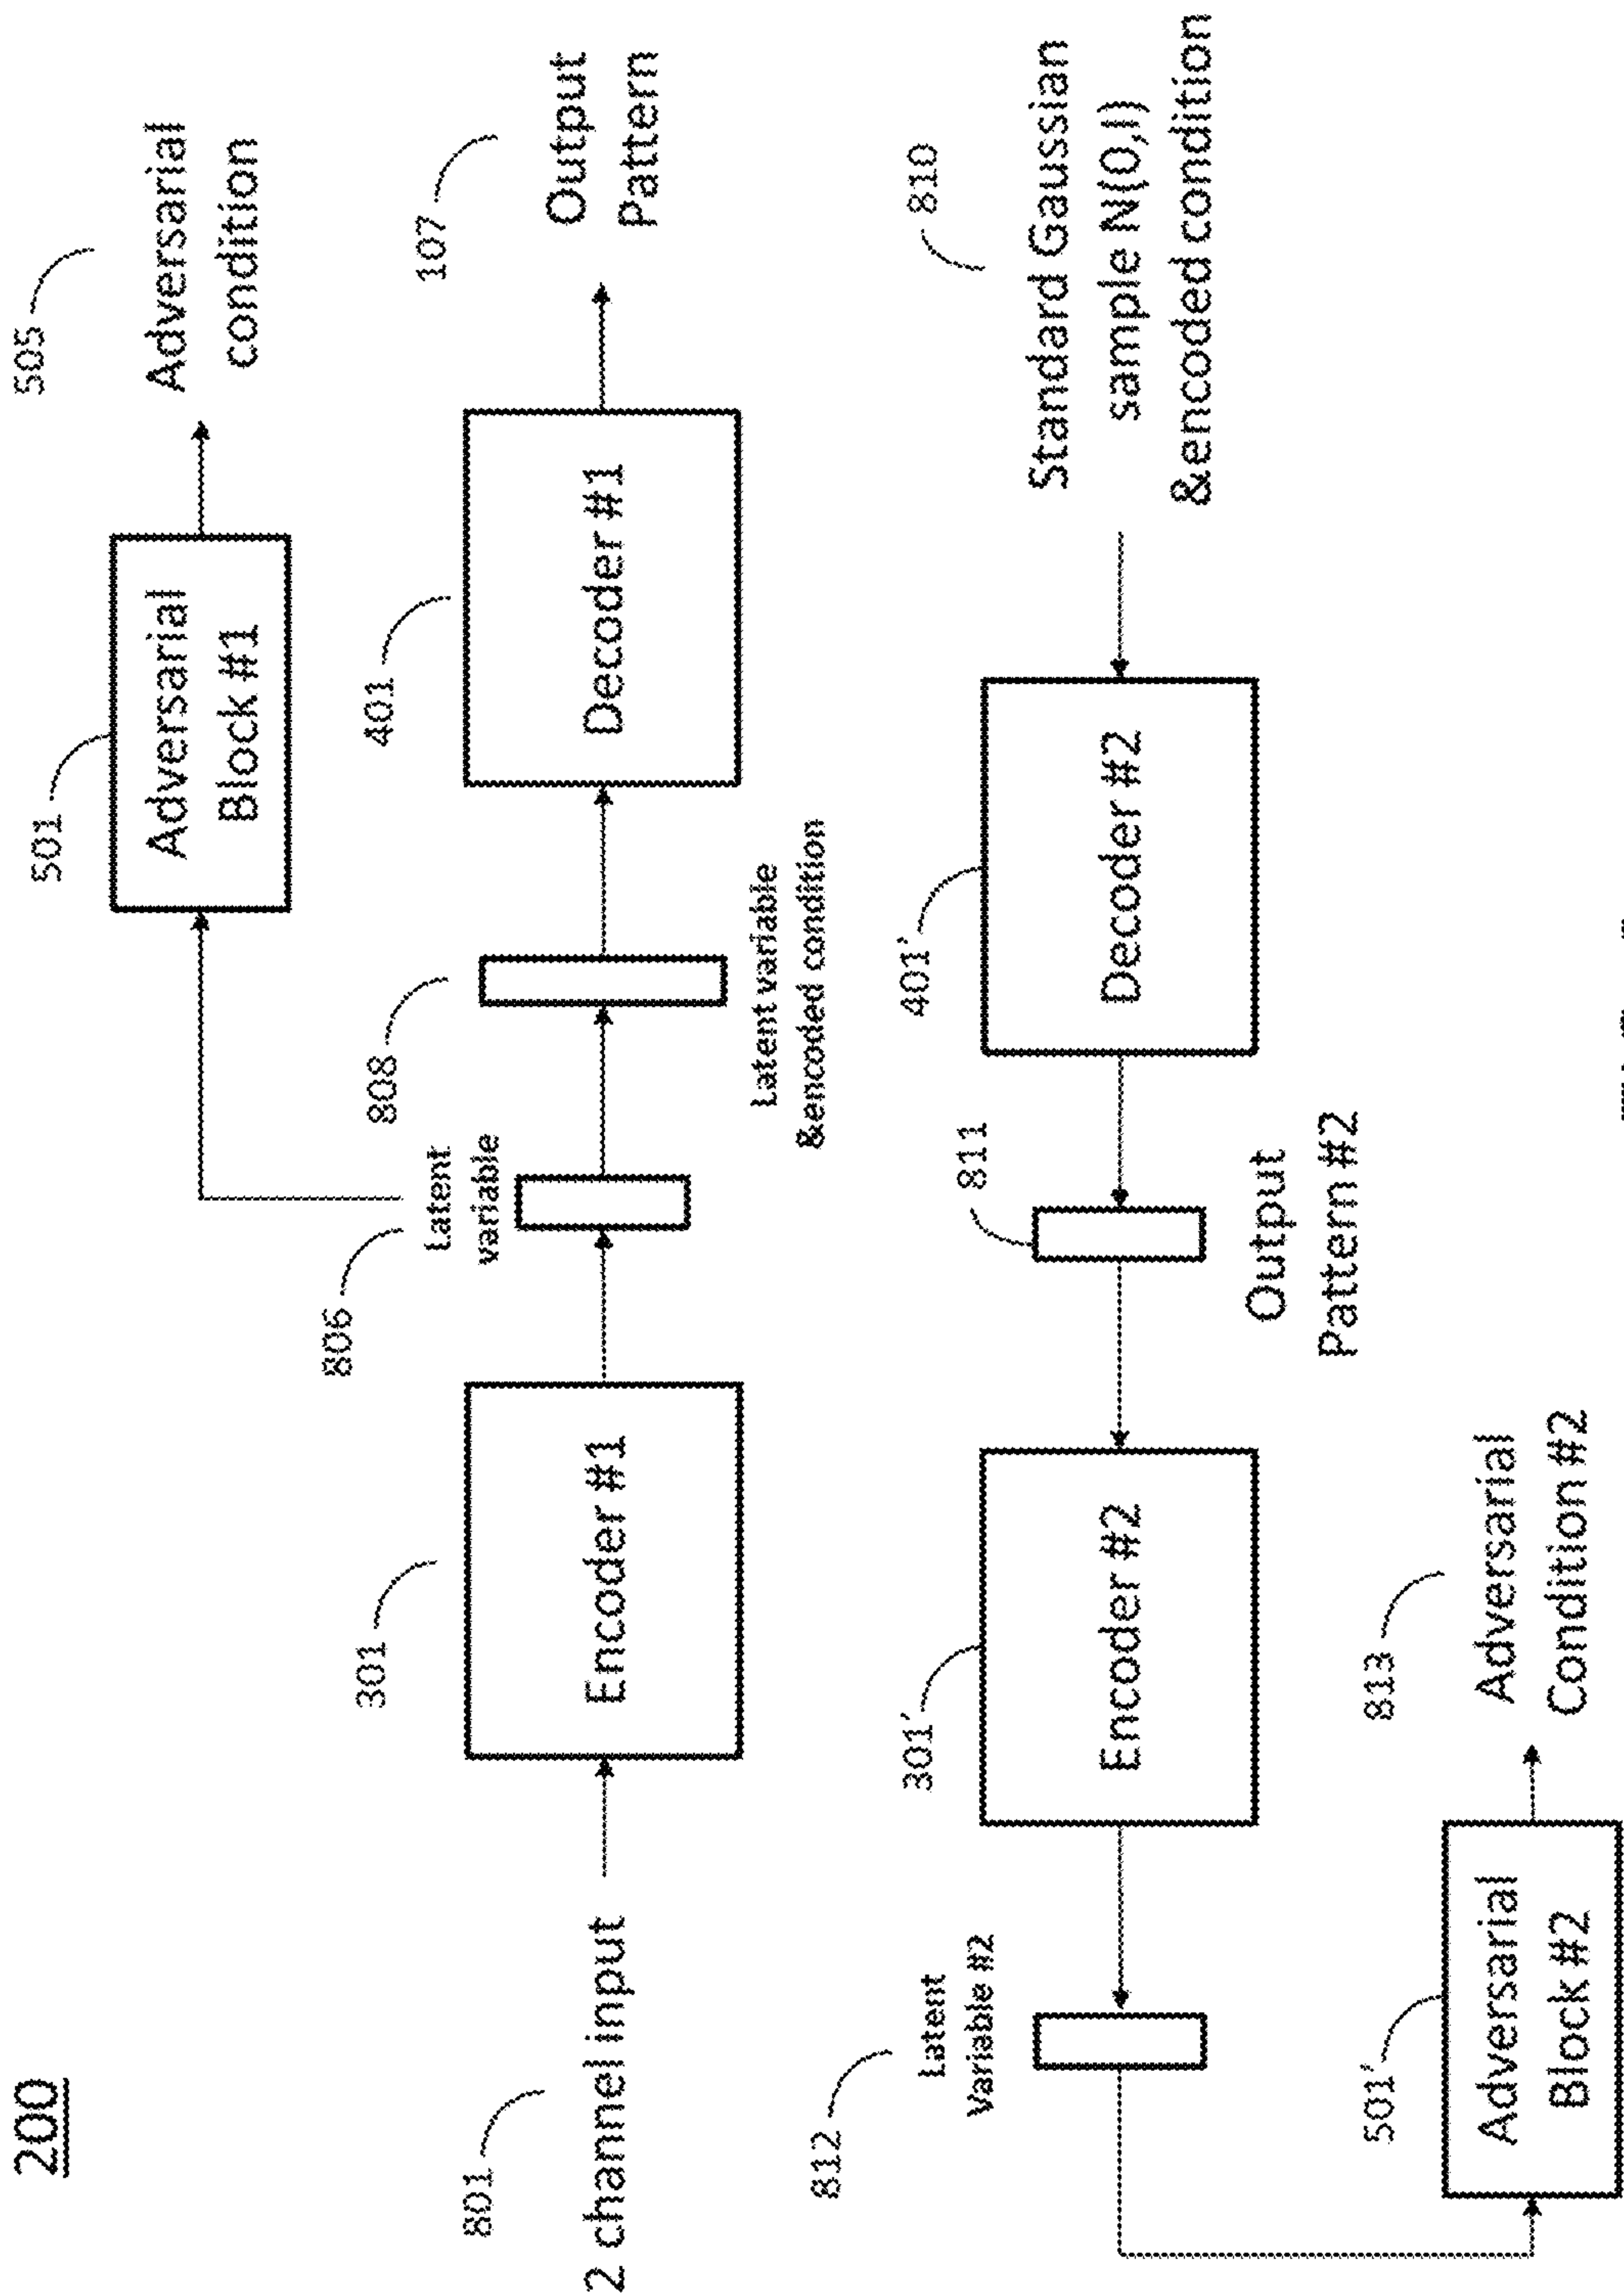 200
505
Adversarial
condition
501
Adversarial
Block #1
107
Output
Pattern
401
Decoder #1
808
Latent variable
&encoded condition
806
Latent
variable
301
Encoder #1
801
2 channel input
810
Standard Gaussian
sample N(0,I)
&encoded condition
401'
Decoder #2
811
Output
Pattern #2
301'
Encoder #2
812
Latent
Variable #2
813
Adversarial
Condition #2
501'
Adversarial
Block #2